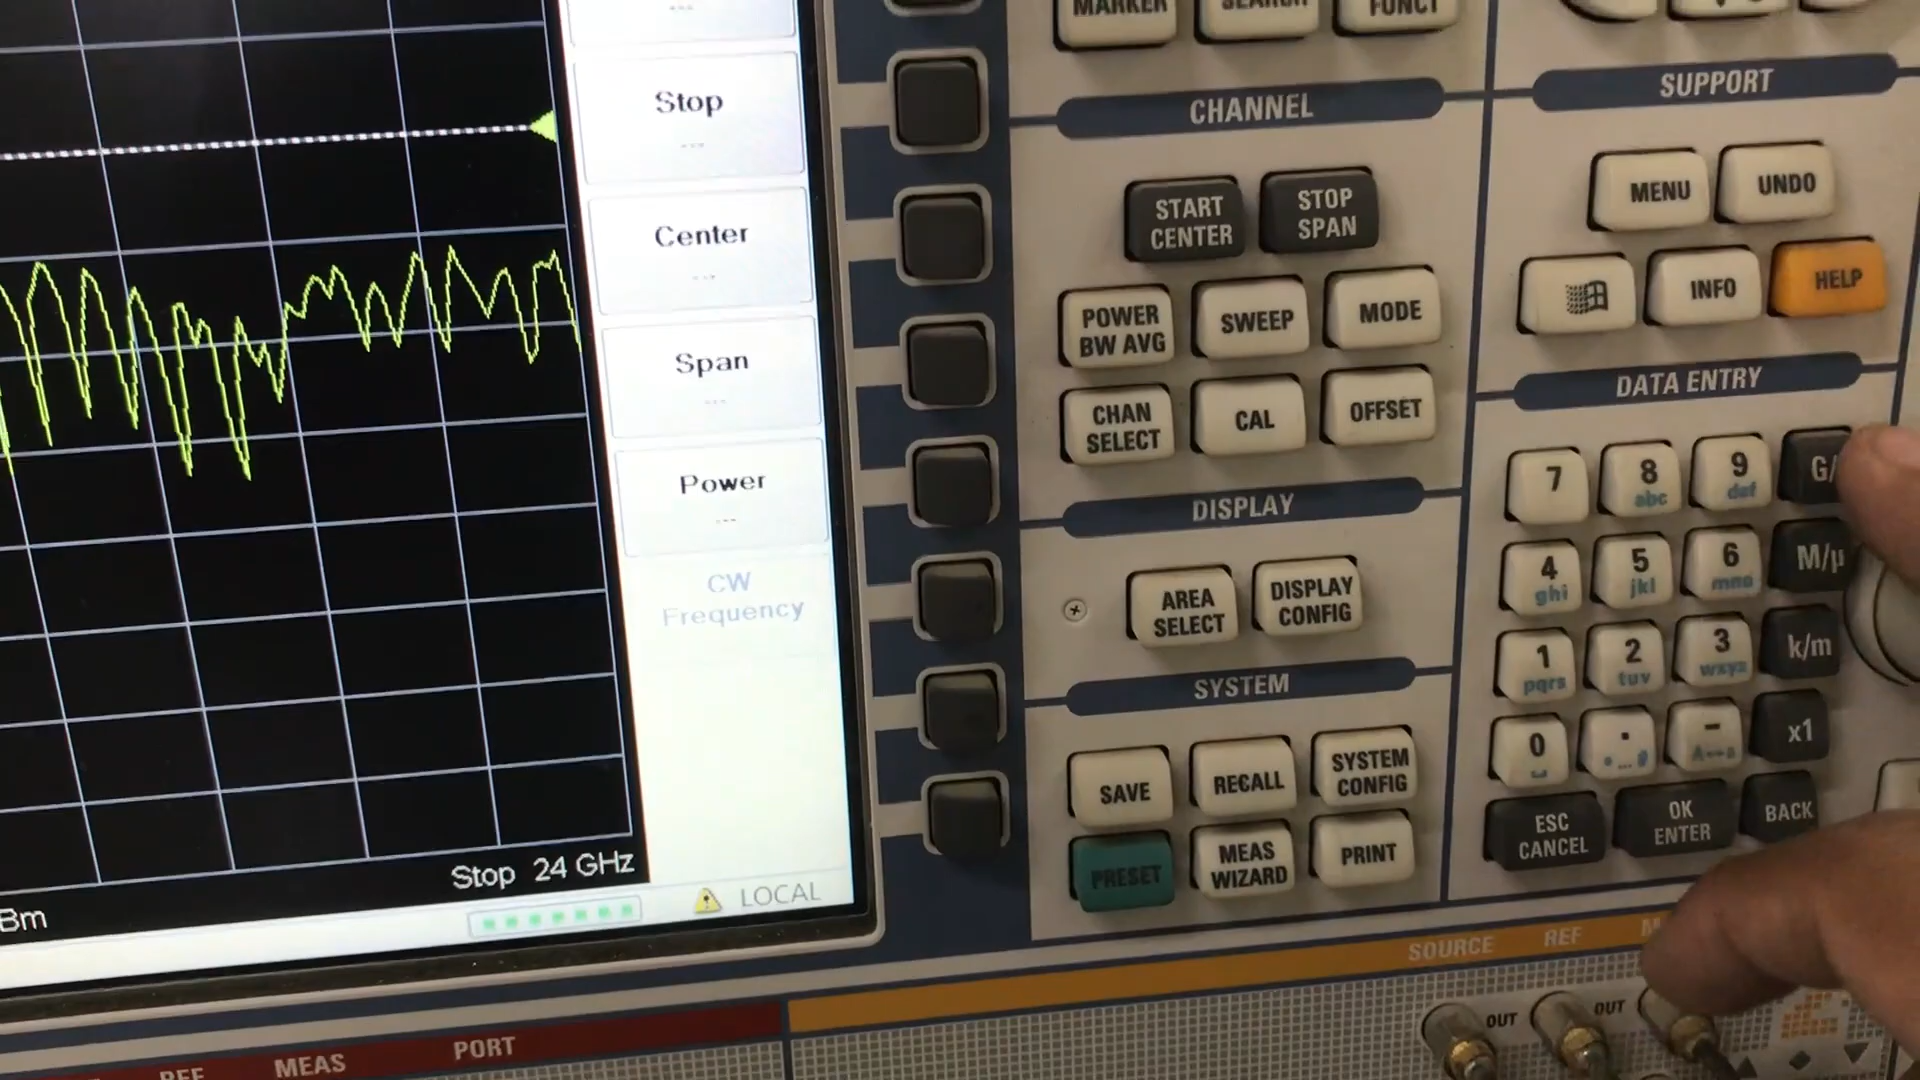 MARKER
SEARCH
FUNCT
Stop
---
Center
---
Span
---
Power
---
CW
Frequency
Stop 24 GHz
Bm
LOCAL
CHANNEL
START
CENTER
STOP
SPAN
POWER
BW AVG
SWEEP
MODE
CHAN
SELECT
CAL
OFFSET
DISPLAY
AREA
SELECT
DISPLAY
CONFIG
SYSTEM
SAVE
RECALL
SYSTEM
CONFIG
PRESET
MEAS
WIZARD
PRINT
SUPPORT
MENU
UNDO
INFO
HELP
DATA ENTRY
7
8
abc
9
def
G/
4
ghi
5
jkl
6
mno
M/µ
1
pqrs
2
tuv
3
wxyz
k/m
0
.
-
x1
ESC
CANCEL
OK
ENTER
BACK
SOURCE
REF
OUT
OUT
REF
MEAS
PORT